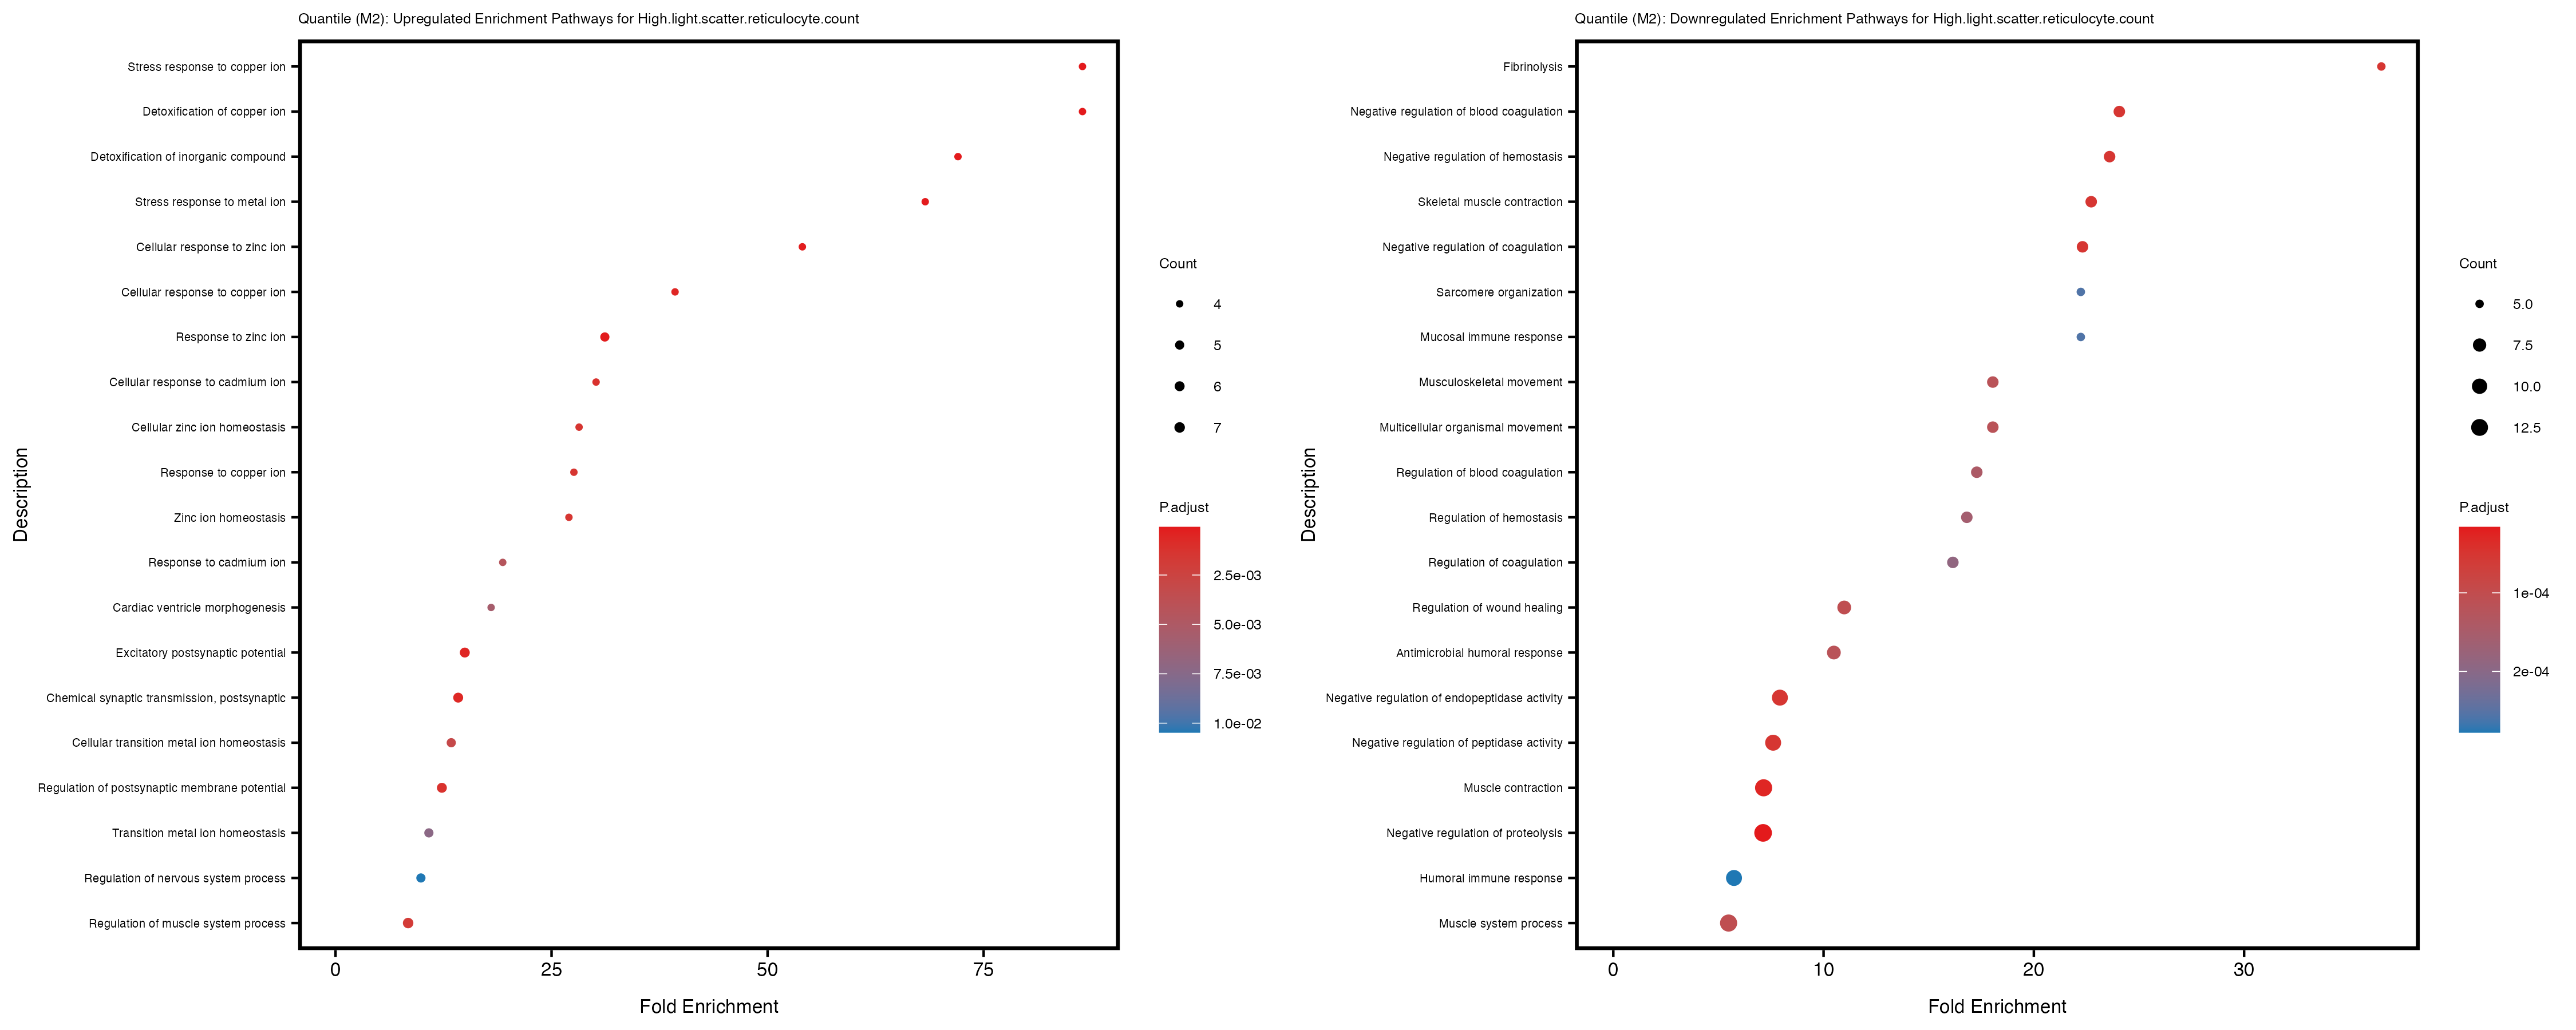 Quantile (M2): Upregulated Enrichment Pathways for High.light.scatter.reticulocyte.count
Description
Stress response to copper ion
Detoxification of copper ion
Detoxification of inorganic compound
Stress response to metal ion
Cellular response to zinc ion
Cellular response to copper ion
Response to zinc ion
Cellular response to cadmium ion
Cellular zinc ion homeostasis
Response to copper ion
Zinc ion homeostasis
Response to cadmium ion
Cardiac ventricle morphogenesis
Excitatory postsynaptic potential
Chemical synaptic transmission, postsynaptic
Cellular transition metal ion homeostasis
Regulation of postsynaptic membrane potential
Transition metal ion homeostasis
Regulation of nervous system process
Regulation of muscle system process
0 25 50 75
Fold Enrichment
Count
4
5
6
7
P.adjust
2.5e-03
5.0e-03
7.5e-03
1.0e-02
Quantile (M2): Downregulated Enrichment Pathways for High.light.scatter.reticulocyte.count
Description
Fibrinolysis
Negative regulation of blood coagulation
Negative regulation of hemostasis
Skeletal muscle contraction
Negative regulation of coagulation
Sarcomere organization
Mucosal immune response
Musculoskeletal movement
Multicellular organismal movement
Regulation of blood coagulation
Regulation of hemostasis
Regulation of coagulation
Regulation of wound healing
Antimicrobial humoral response
Negative regulation of endopeptidase activity
Negative regulation of peptidase activity
Muscle contraction
Negative regulation of proteolysis
Humoral immune response
Muscle system process
0 10 20 30
Fold Enrichment
Count
5.0
7.5
10.0
12.5
P.adjust
1e-04
2e-04